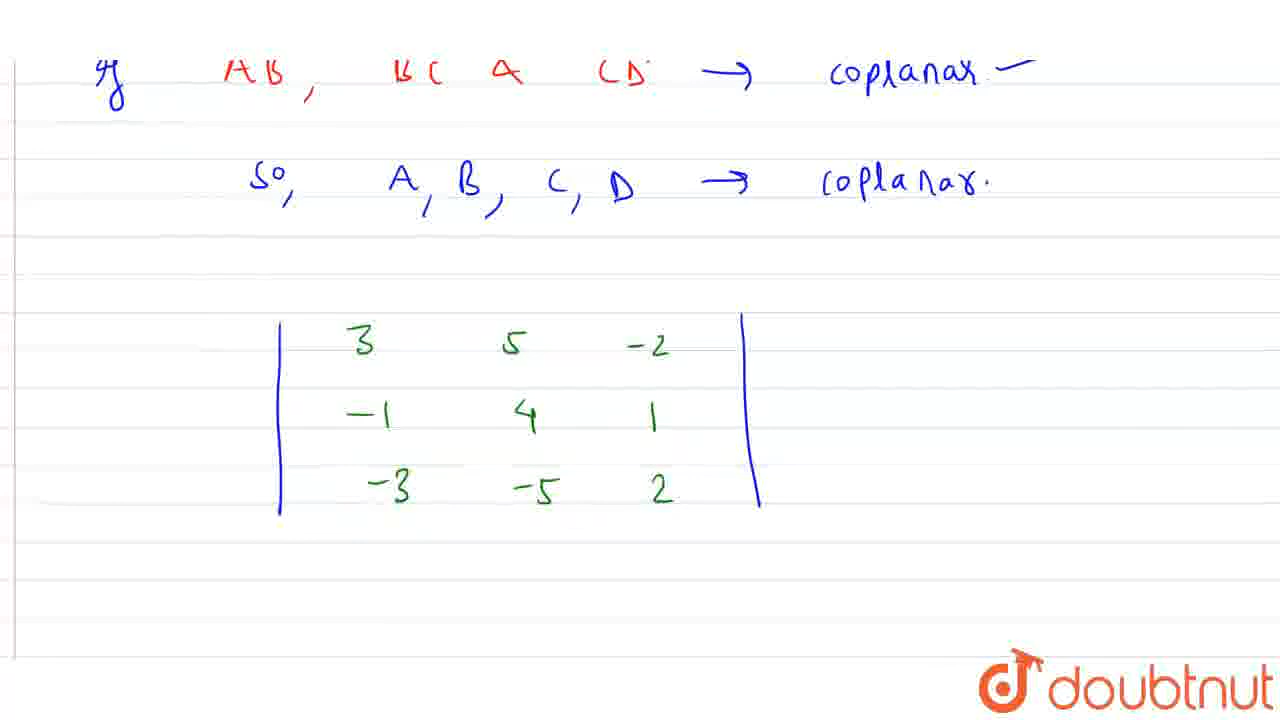 If AB, BC & CD → coplanar -
So, A, B, C, D → coplanar.
3 5 -2
-1 4 1
-3 -5 2
doubtnut